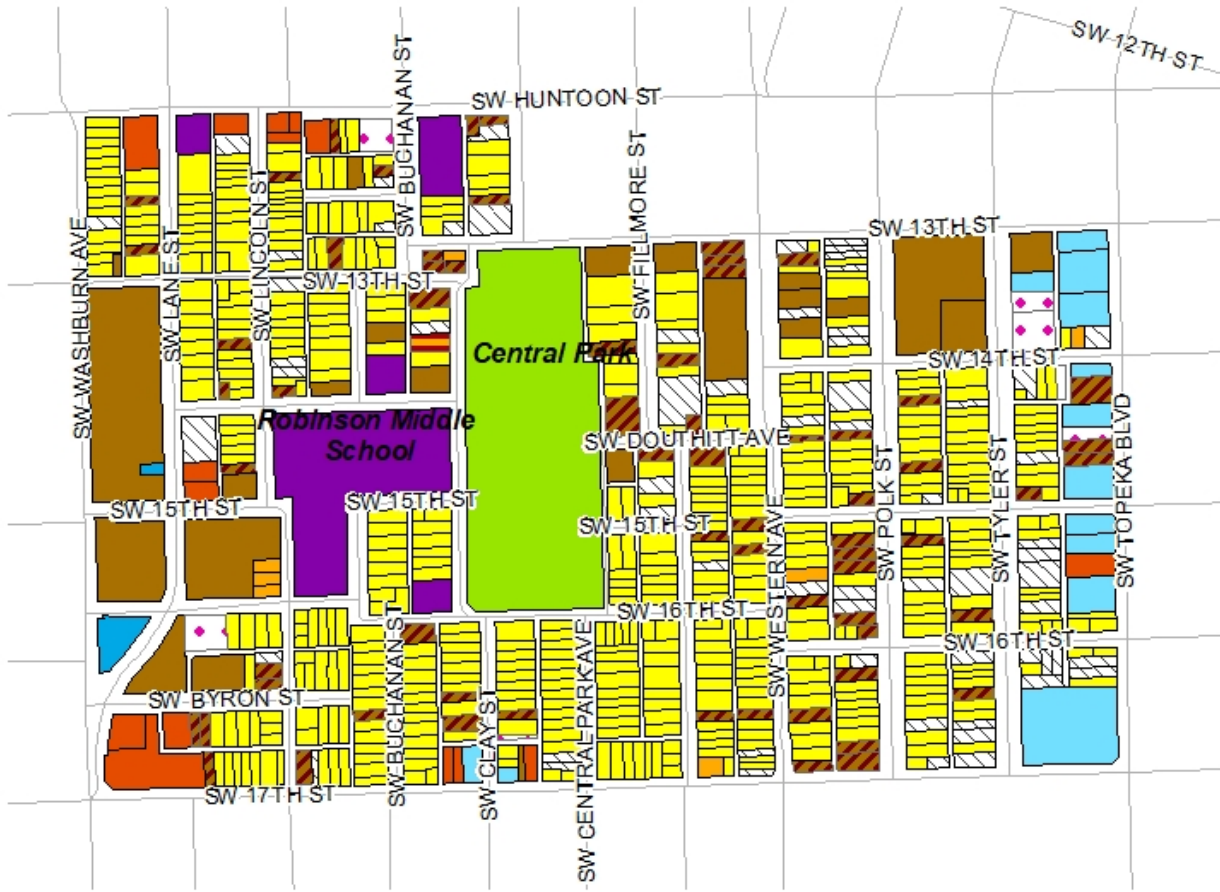 SW 12TH ST
SW HUNTOON ST
SW BUCHANAN ST
SW FILLMORE ST
SW 13TH ST
SW WASHBURN AVE
SW LANE ST
SW LINCOLN ST
SW 13TH ST
Central Park
SW 14TH ST
Robinson Middle
School
SW DOUTHITT AVE
SW TOPEKA BLVD
SW 15TH ST
SW 15TH ST
SW 15TH ST
SW WESTERN AVE
SW POLK ST
SW TYLER ST
SW 16TH ST
SW 16TH ST
SW BYRON ST
SW BUCHANAN ST
SW CLAY ST
SW CENTRAL PARK AVE
SW 17TH ST